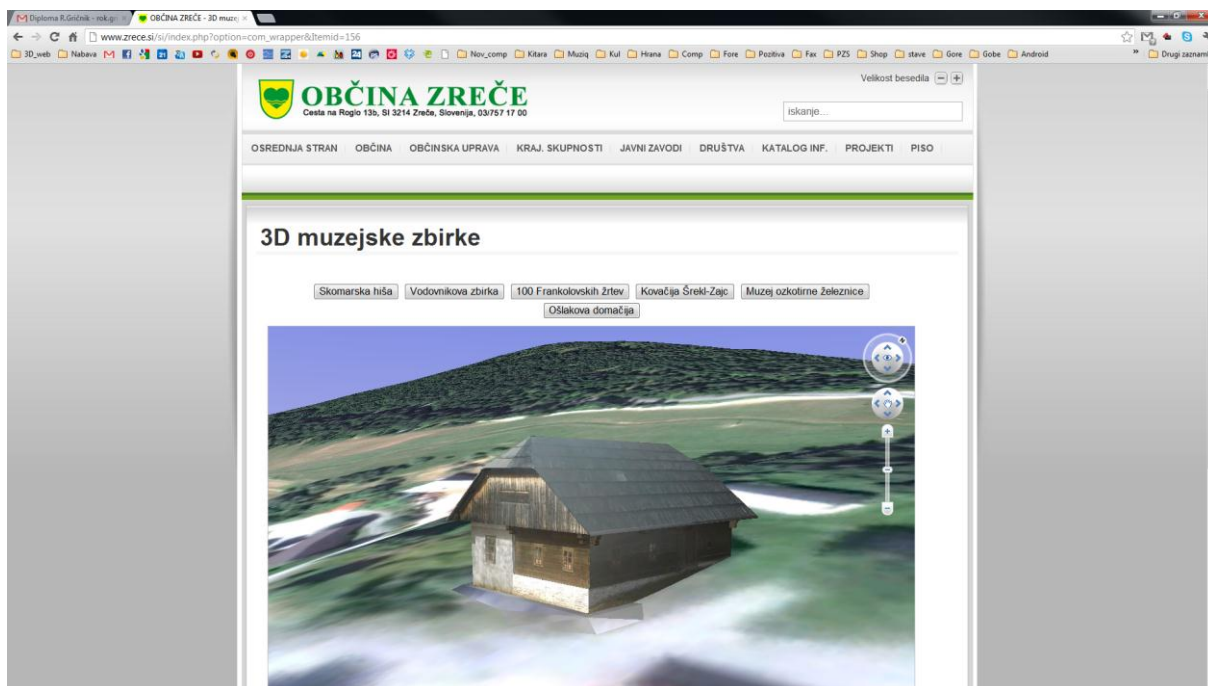 Diploma R.Gričnik - rok.gr
OBČINA ZREČE - 3D muzej
www.zrece.si/si/index.php?option=com_wrapper&Itemid=156
3D_web Nabava Nov_comp Kitara Muziq Kul Hrana Comp Fore Pozitiva Fax PZS Shop stave Gore Gobe Android Drugi zaznam
Velikost besedila
OBČINA ZREČE
Cesta na Roglo 13b, SI 3214 Zreče, Slovenija, 03/757 17 00
iskanje...
OSREDNJA STRAN OBČINA OBČINSKA UPRAVA KRAJ. SKUPNOSTI JAVNI ZAVODI DRUŠTVA KATALOG INF. PROJEKTI PISO
3D muzejske zbirke
Skomarska hiša Vodovnikova zbirka 100 Frankolovskih žrtev Kovačija Šrekl-Zajc Muzej ozkotirne železnice
Ošlakova domačija